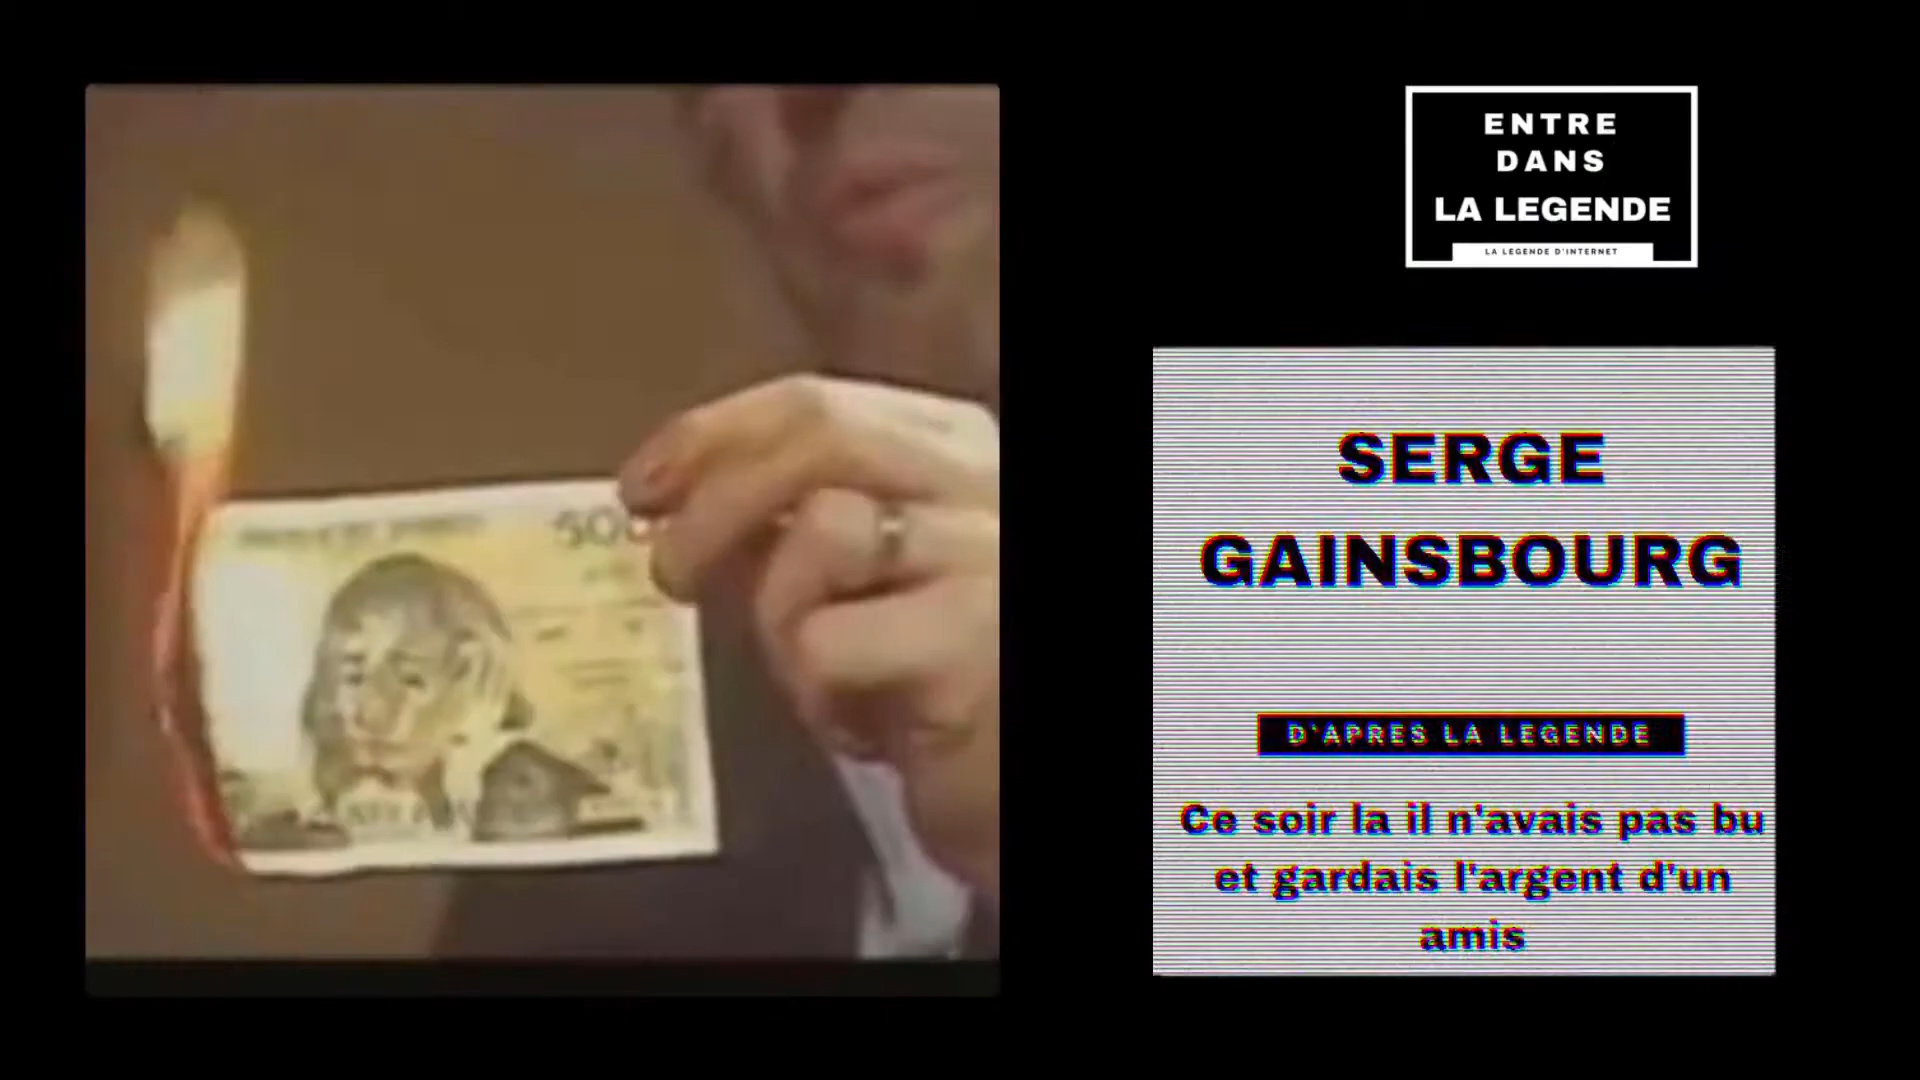 500
ENTRE
DANS
LA LEGENDE
LA LEGENDE D'INTERNET
SERGE
GAINSBOURG
D'APRES LA LEGENDE
Ce soir la il n'avais pas bu
et gardais l'argent d'un
amis